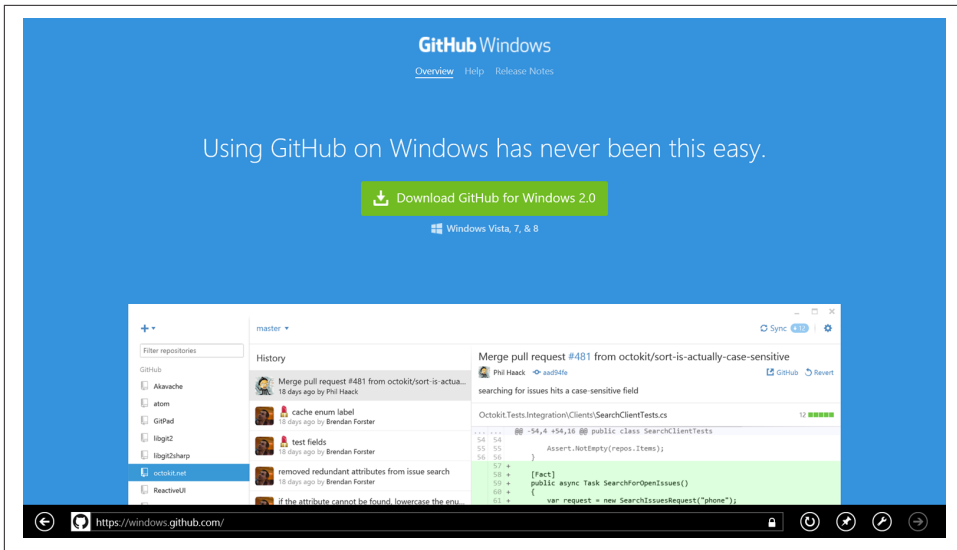 GitHub Windows
Overview Help Release Notes
Using GitHub on Windows has never been this easy.
Download GitHub for Windows 2.0
Windows Vista, 7, & 8
master
Sync +12
Filter repositories
GitHub
Akavache
atom
GitPad
libgit2
libgit2sharp
octokit.net
ReactiveUI
History
Merge pull request #481 from octokit/sort-is-actua...
18 days ago by Phil Haack
cache enum label
18 days ago by Brendan Forster
test fields
18 days ago by Brendan Forster
removed redundant attributes from issue search
18 days ago by Brendan Forster
if the attribute cannot be found, lowercase the enu...
Merge pull request #481 from octokit/sort-is-actually-case-sensitive
Phil Haack aad94fe
GitHub Revert
searching for issues hits a case-sensitive field
Octokit.Tests.Integration\Clients\SearchClientTests.cs 12
... ... @@ -54,4 +54,16 @@ public class SearchClientTests
54 54
55 55 Assert.NotEmpty(repos.Items);
56 56 }
57 +
58 + [Fact]
59 + public async Task SearchForOpenIssues()
60 + {
61 + var request = new SearchIssuesRequest("phone");
https://windows.github.com/